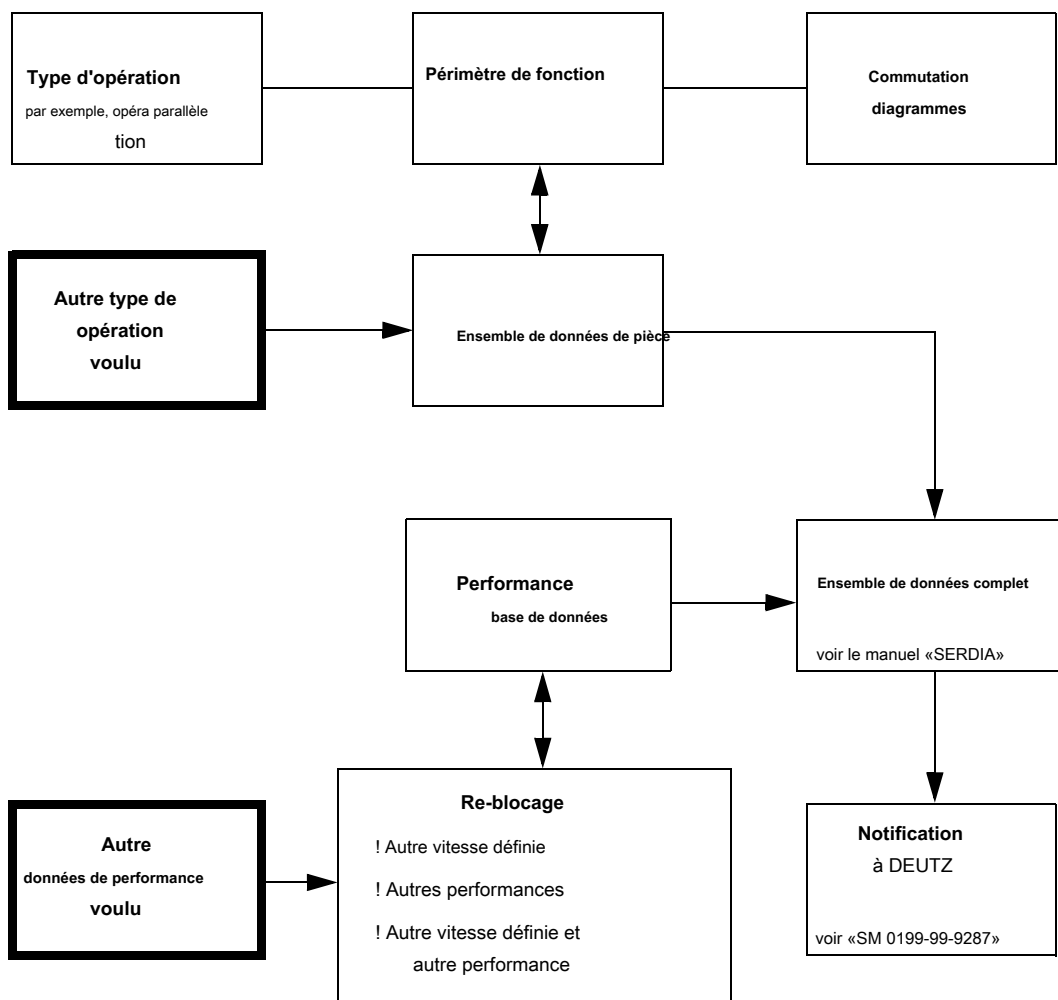 Type d'opération
par exemple, opéra parallèle
tion
Périmètre de fonction
Commutation
diagrammes
Autre type de
opération
voulu
Ensemble de données de pièce
Performance
base de données
Ensemble de données complet
voir le manuel «SERDIA»
Autre
données de performance
voulu
Re-blocage
! Autre vitesse définie
! Autres performances
! Autre vitesse définie et
autre performance
Notification
à DEUTZ
voir «SM 0199-99-9287»